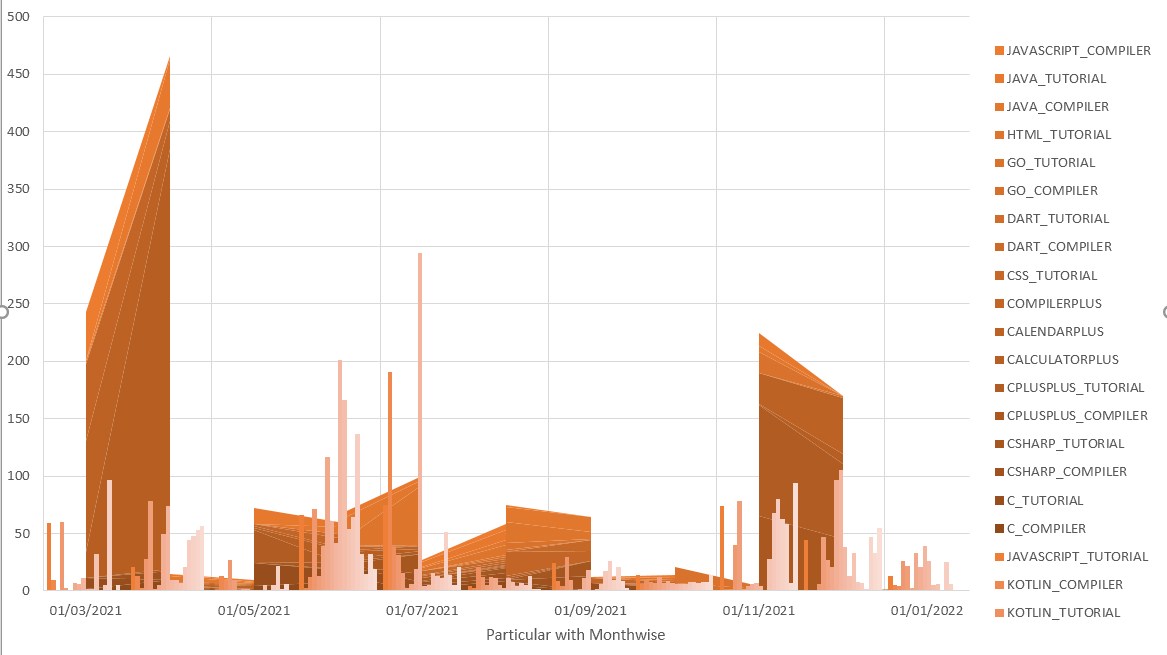 500
450
400
350
300
250
200
150
100
50
0
01/03/2021 01/05/2021 01/07/2021 01/09/2021 01/11/2021 01/01/2022
Particular with Monthwise
JAVASCRIPT_COMPILER
JAVA_TUTORIAL
JAVA_COMPILER
HTML_TUTORIAL
GO_TUTORIAL
GO_COMPILER
DART_TUTORIAL
DART_COMPILER
CSS_TUTORIAL
COMPILERPLUS
CALENDARPLUS
CALCULATORPLUS
CPLUSPLUS_TUTORIAL
CPLUSPLUS_COMPILER
CSHARP_TUTORIAL
CSHARP_COMPILER
C_TUTORIAL
C_COMPILER
JAVASCRIPT_TUTORIAL
KOTLIN_COMPILER
KOTLIN_TUTORIAL